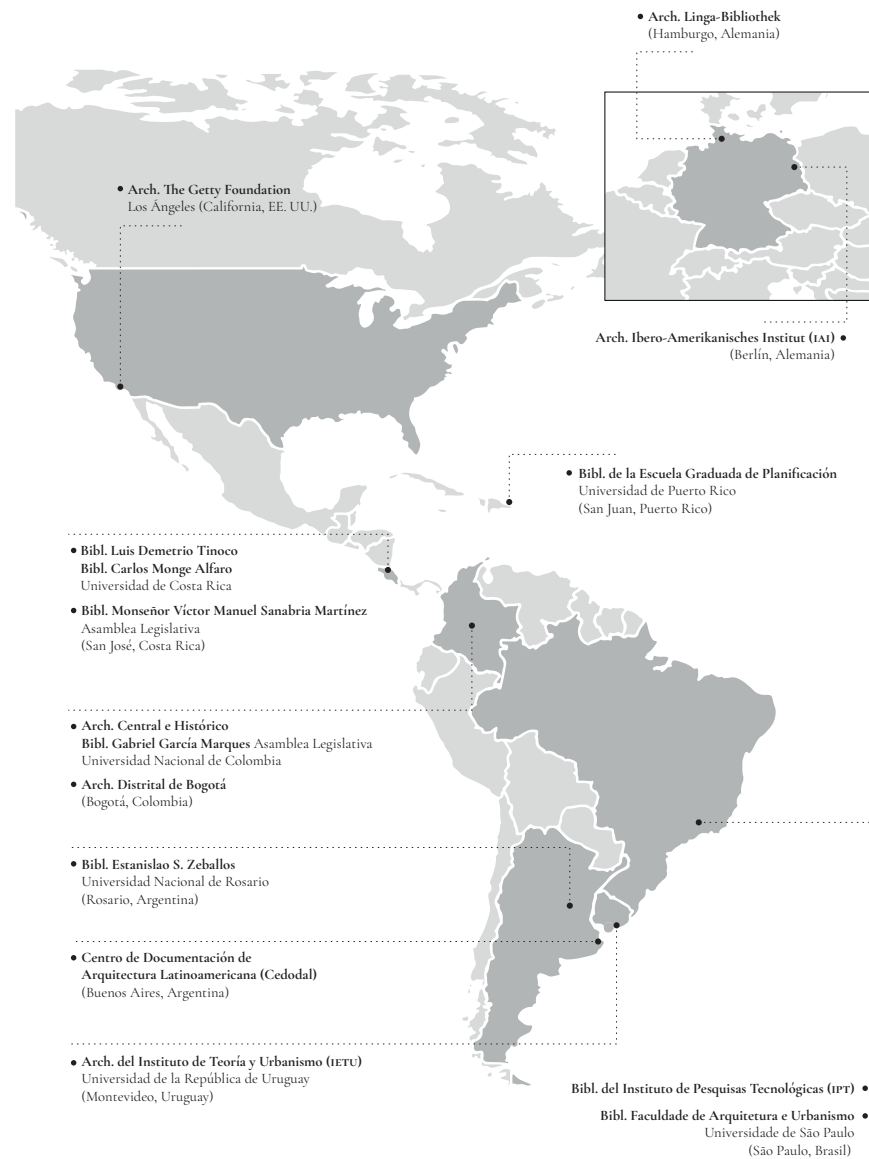 Arch. Linga-Bibliothek
(Hamburgo, Alemania)
Arch. The Getty Foundation
Los Ángeles (California, EE. UU.)
Arch. Ibero-Amerikanisches Institut (IAI)
(Berlín, Alemania)
Bibl. de la Escuela Graduada de Planificación
Universidad de Puerto Rico
(San Juan, Puerto Rico)
Bibl. Luis Demetrio Tinoco
Bibl. Carlos Monge Alfaro
Universidad de Costa Rica
Bibl. Monseñor Víctor Manuel Sanabria Martínez
Asamblea Legislativa
(San José, Costa Rica)
Arch. Central e Histórico
Bibl. Gabriel García Marques Asamblea Legislativa
Universidad Nacional de Colombia
Arch. Distrital de Bogotá
(Bogotá, Colombia)
Bibl. Estanislao S. Zeballos
Universidad Nacional de Rosario
(Rosario, Argentina)
Centro de Documentación de
Arquitectura Latinoamericana (Cedodal)
(Buenos Aires, Argentina)
Arch. del Instituto de Teoría y Urbanismo (IETU)
Universidad de la República de Uruguay
(Montevideo, Uruguay)
Bibl. del Instituto de Pesquisas Tecnológicas (IPT)
Bibl. Faculdade de Arquitetura e Urbanismo
Universidade de São Paulo
(São Paulo, Brasil)